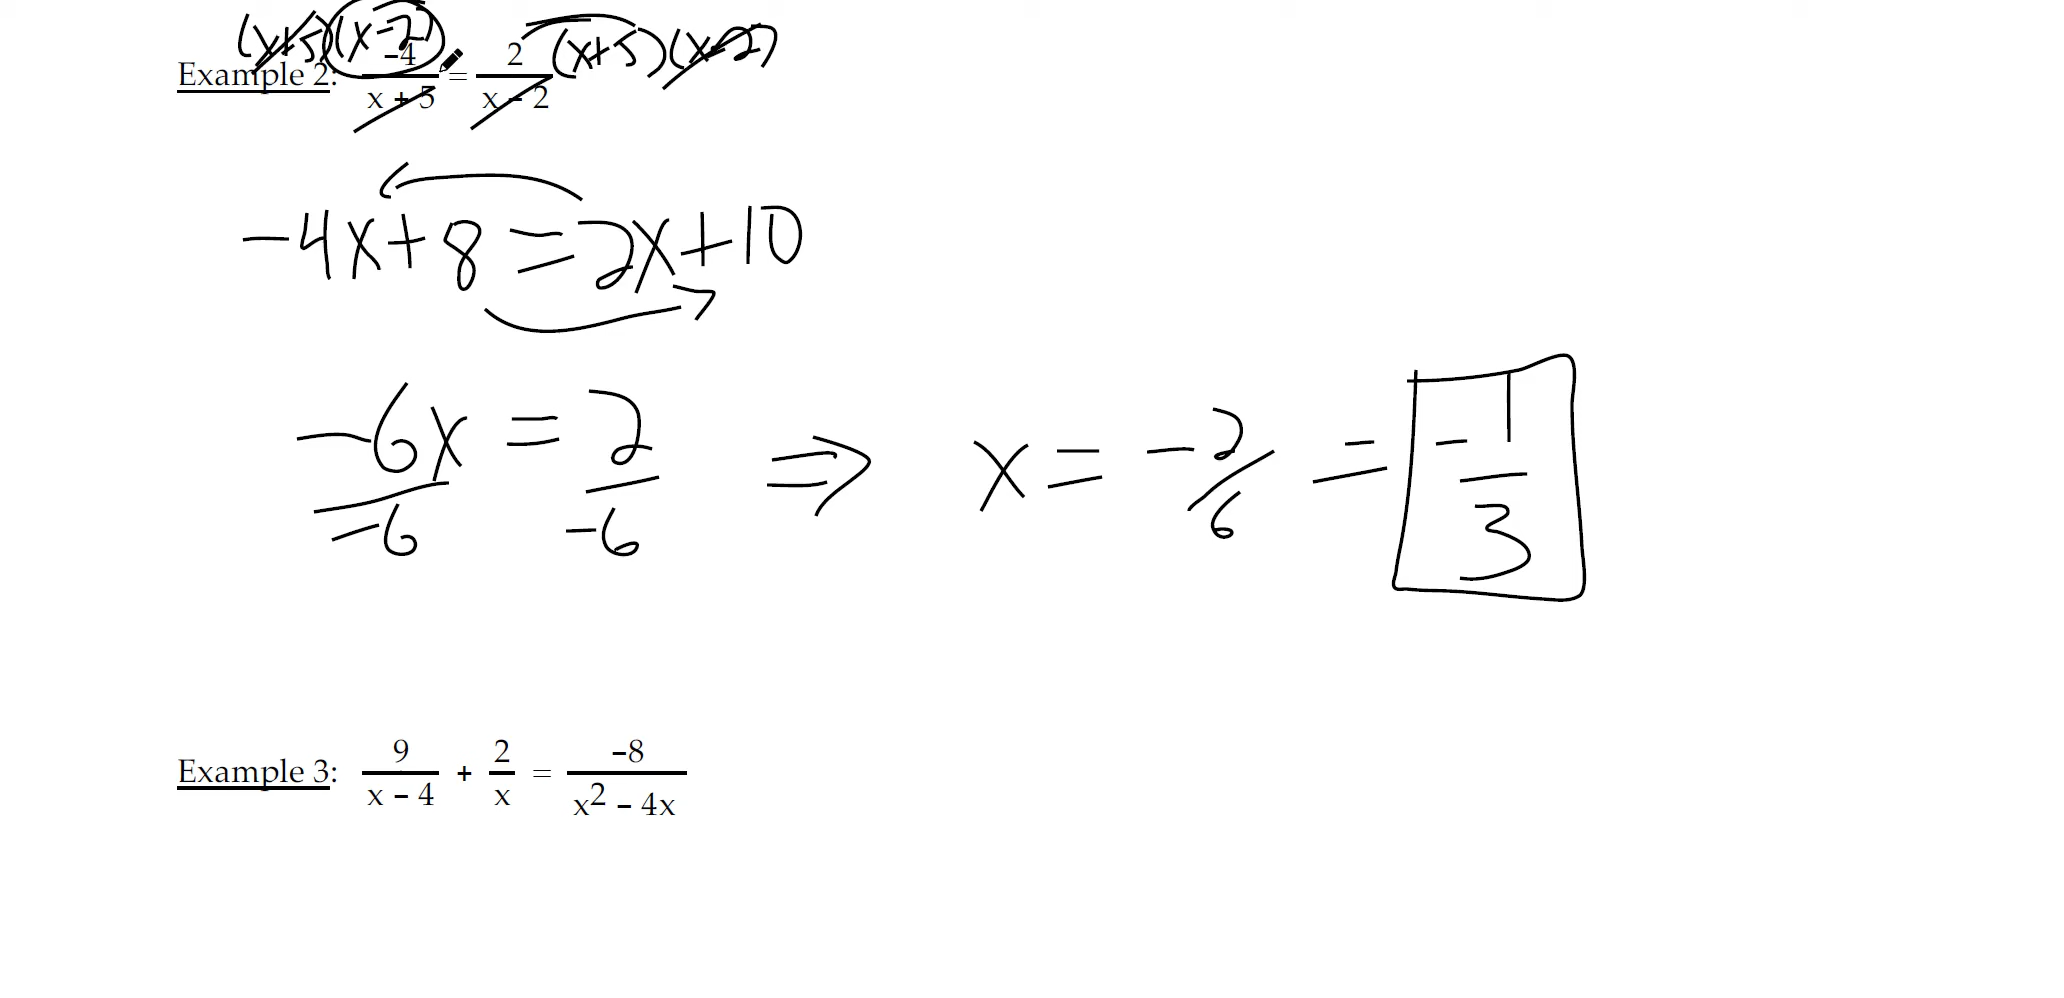 (x+5)(x-2)
Example 2: -4/(x + 5) = 2/(x - 2) (x+5)(x-2)
-4x+8=2x+10
-6x/-6 = 2/-6 ⇒ x = -2/6 = -1/3
Example 3: 9/(x - 4) + 2/x = -8/(x² - 4x)